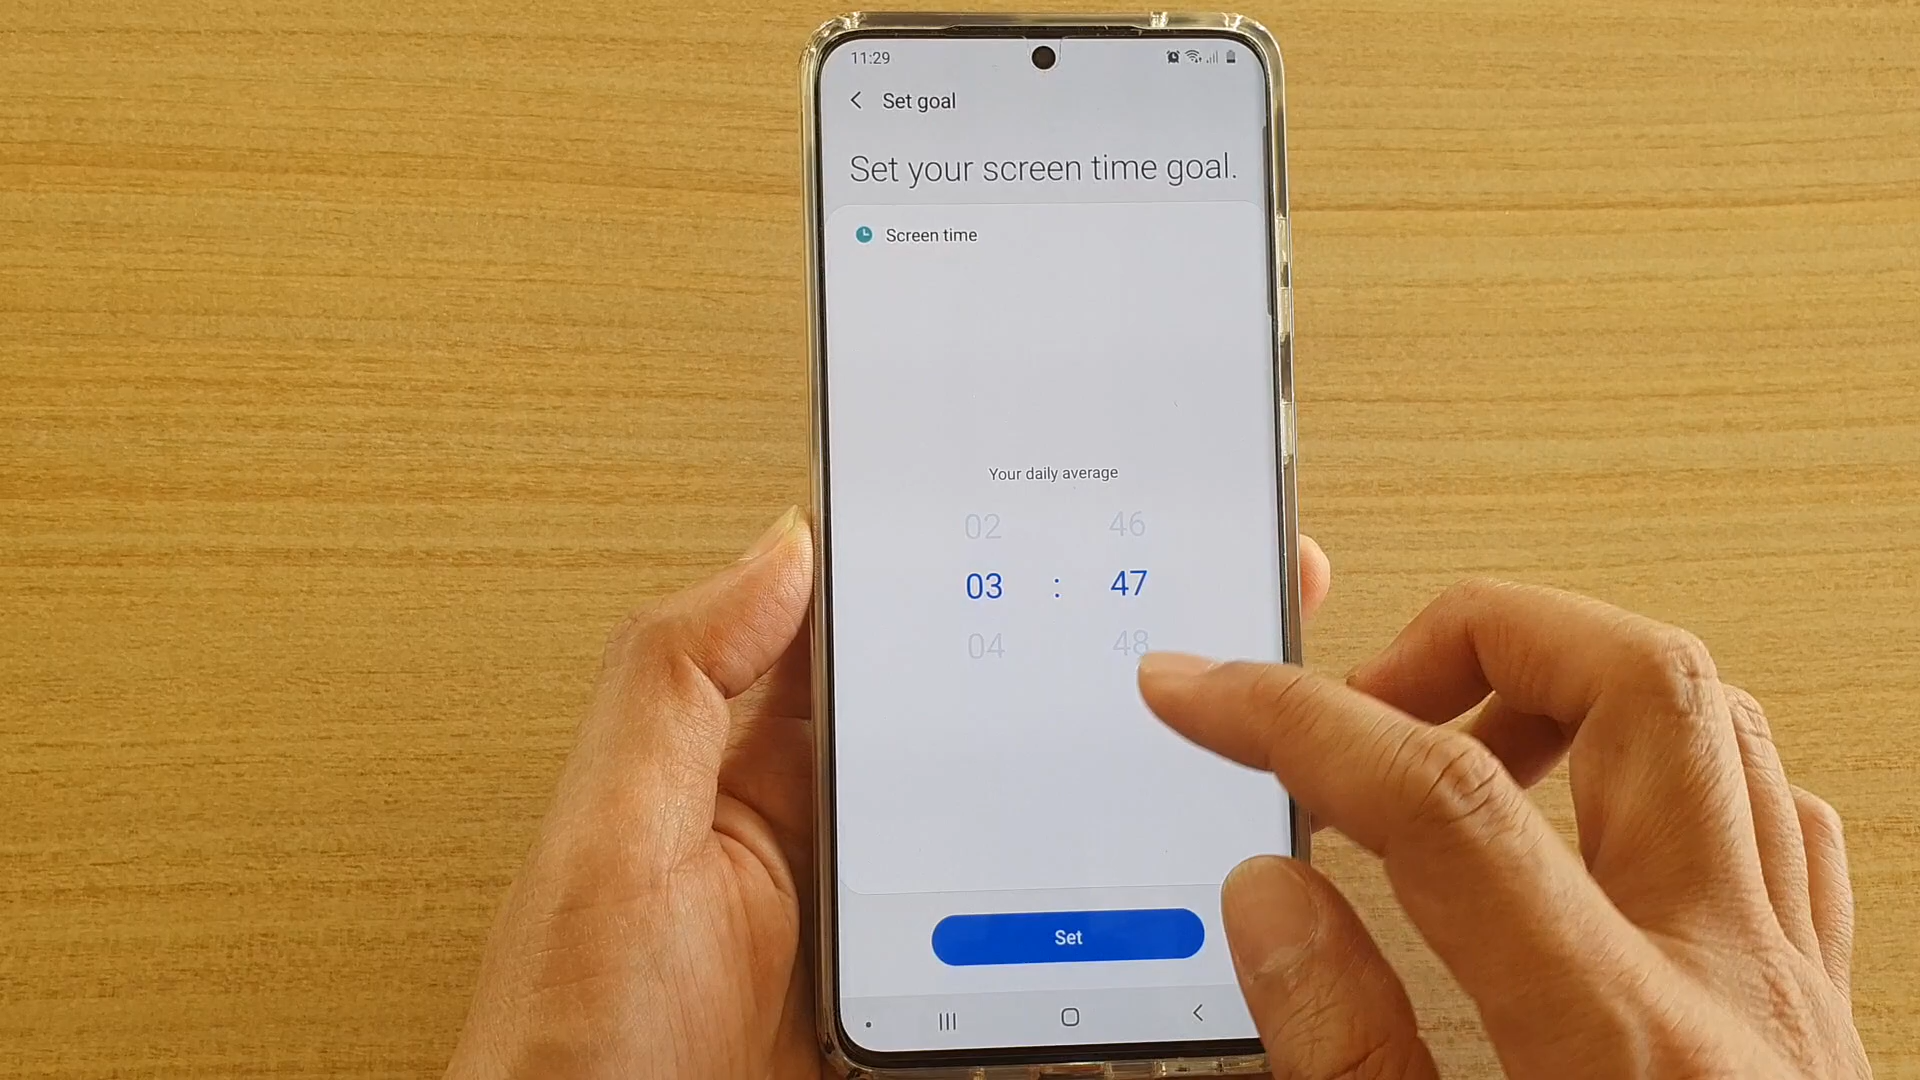 11:29
Set goal
Set your screen time goal.
Screen time
Your daily average
02 46
03 : 47
04 48
Set